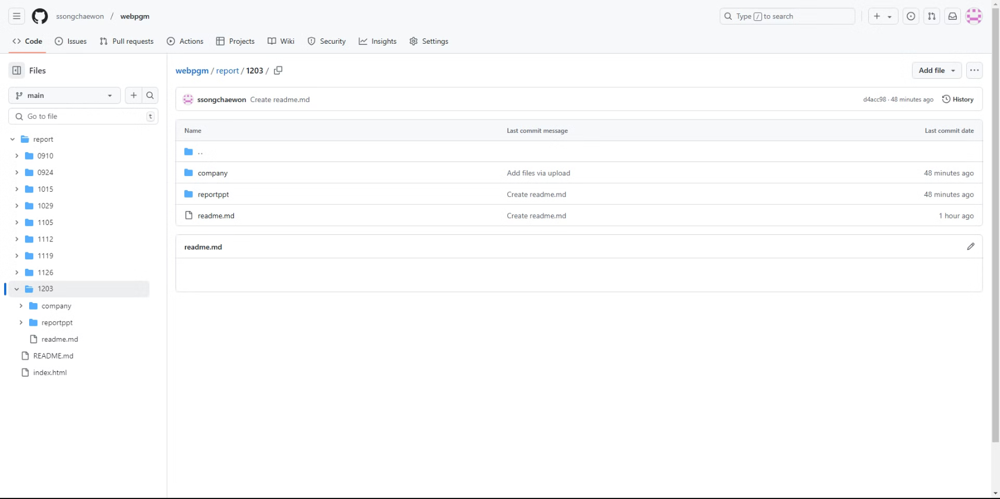 ssongchaewon / webpgm
Type / to search
Code Issues Pull requests Actions Projects Wiki Security Insights Settings
Files
main
Go to file t
report
0910
0924
1015
1029
1105
1112
1119
1126
1203
company
reportppt
readme.md
README.md
index.html
webpgm / report / 1203 /
Add file
ssongchaewon Create readme.md d4acc98 · 48 minutes ago History
Name Last commit message Last commit date
..
company Add files via upload 48 minutes ago
reportppt Create readme.md 48 minutes ago
readme.md Create readme.md 1 hour ago
readme.md